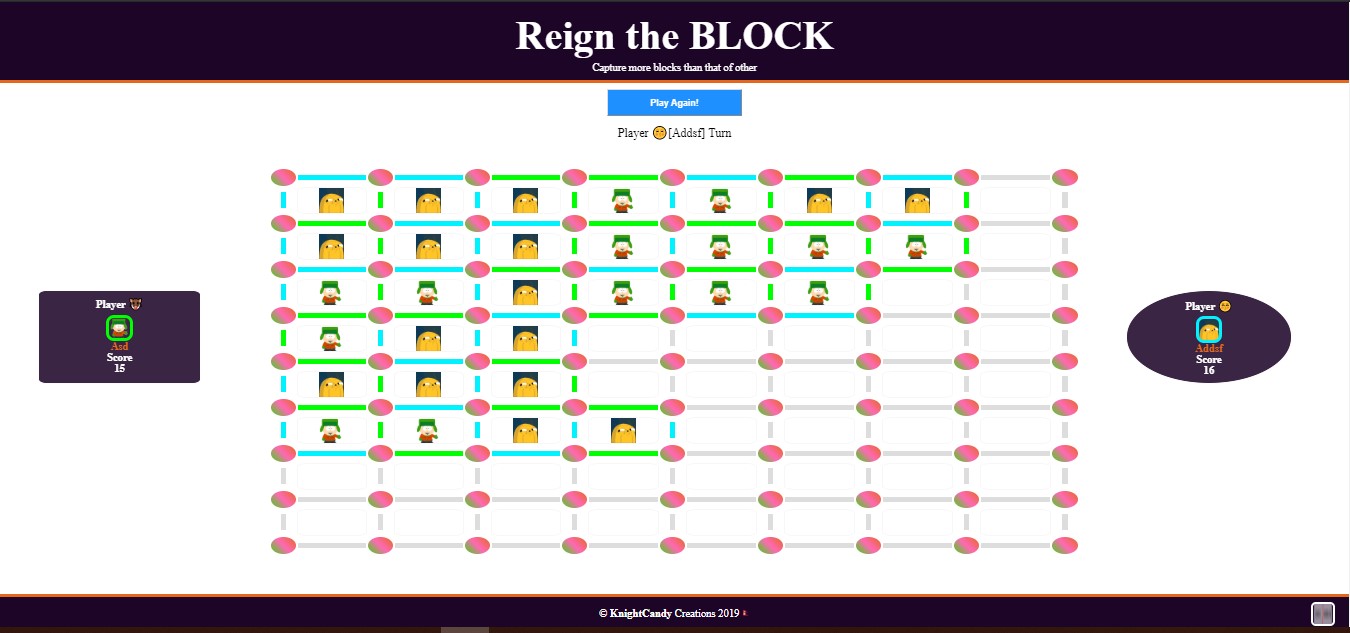 Reign the BLOCK
Capture more blocks than that of other
Play Again!
Player 😁[Addsf] Turn
Player 👹
Asd
Score
15
Player 😁
Addsf
Score
16
© KnightCandy Creations 2019